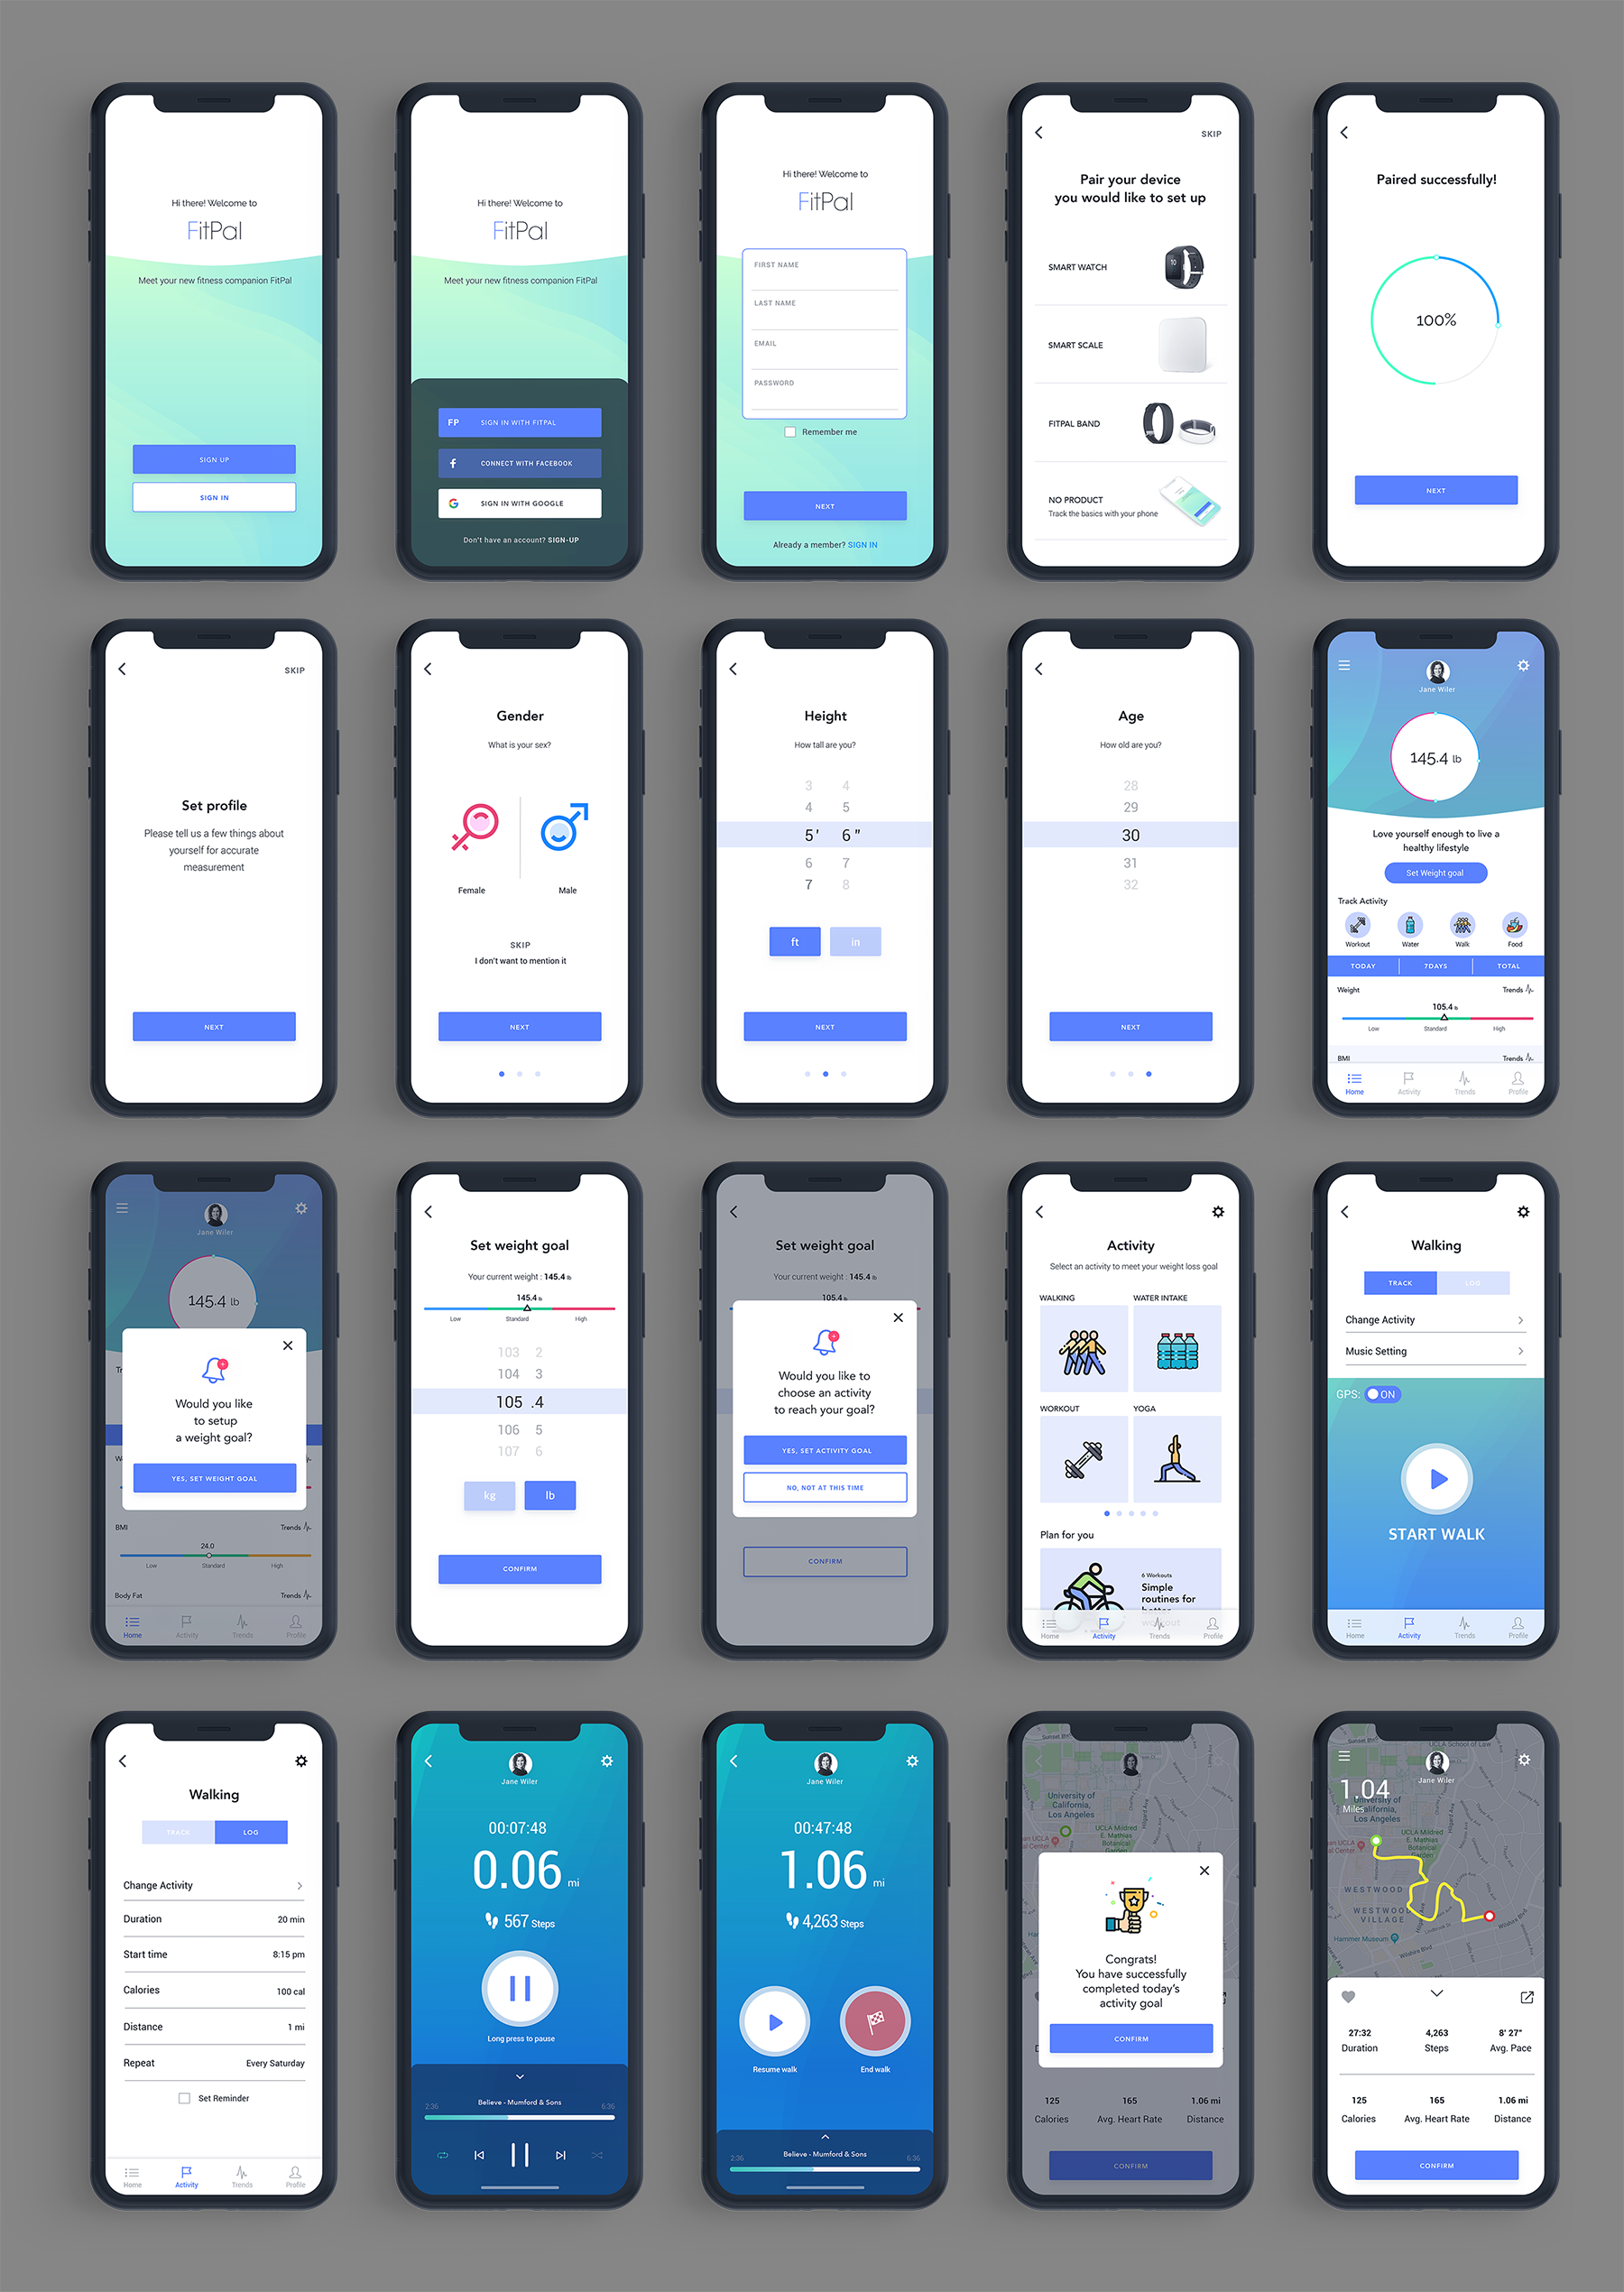 Hi there! Welcome to
FitPal
Meet your new fitness companion FitPal
SIGN UP
SIGN IN
Hi there! Welcome to
FitPal
Meet your new fitness companion FitPal
FP SIGN IN WITH FITPAL
f CONNECT WITH FACEBOOK
G SIGN IN WITH GOOGLE
Don't have an account? SIGN-UP
Hi there! Welcome to
FitPal
FIRST NAME
LAST NAME
EMAIL
PASSWORD
Remember me
NEXT
Already a member? SIGN IN
SKIP
Pair your device
you would like to set up
SMART WATCH
10
SMART SCALE
FITPAL BAND
NO PRODUCT
Track the basics with your phone
Paired successfully!
100%
NEXT
SKIP
Set profile
Please tell us a few things about
yourself for accurate
measurement
NEXT
Gender
What is your sex?
Female Male
SKIP
I don't want to mention it
NEXT
Height
How tall are you?
3 4
4 5
5' 6"
6 7
7 8
ft in
NEXT
Age
How old are you?
28
29
30
31
32
NEXT
Jane Wiler
145.4 lb
Love yourself enough to live a
healthy lifestyle
Set Weight goal
Track Activity
Workout Water Walk Food
TODAY 7DAYS TOTAL
Weight Trends
105.4 lb
Low Standard High
BMI Trends
Home Activity Trends Profile
Jane Wiler
145.4 lb
Would you like
to setup
a weight goal?
YES, SET WEIGHT GOAL
BMI Trends
24.0
Low Standard High
Body Fat Trends
Home Activity Trends Profile
Set weight goal
Your current weight : 145.4 lb
145.4 lb
Low Standard High
103 2
104 3
105 .4
106 5
107 6
kg lb
CONFIRM
Set weight goal
Your current weight : 145.4 lb
105.4 lb
Would you like to
choose an activity
to reach your goal?
YES, SET ACTIVITY GOAL
NO, NOT AT THIS TIME
CONFIRM
Activity
Select an activity to meet your weight loss goal
WALKING WATER INTAKE
WORKOUT YOGA
Plan for you
6 Workouts
Simple
routines for
better
workout
Home Activity Trends Profile
Walking
TRACK LOG
Change Activity
Music Setting
GPS: ON
START WALK
Home Activity Trends Profile
Walking
TRACK LOG
Change Activity
Duration 20 min
Start time 8:15 pm
Calories 100 cal
Distance 1 mi
Repeat Every Saturday
Set Reminder
Home Activity Trends Profile
Jane Wiler
00:07:48
0.06 mi
567 Steps
Long press to pause
Believe - Mumford & Sons
2:36 6:36
Jane Wiler
00:47:48
1.06 mi
4,263 Steps
Resume walk End walk
Believe - Mumford & Sons
2:36 6:36
University of
California,
Los Angeles
UCLA Mildred
E. Mathias
Botanical
Garden
Congrats!
You have successfully
completed today's
activity goal
CONFIRM
125 165 1.06 mi
Calories Avg. Heart Rate Distance
CONFIRM
UCLA School of Law
Jane Wiler
1.04
Miles
University of
California,
Los Angeles
UCLA Mildred
E. Mathias
Botanical
Garden
WESTWOOD
WESTWOOD
VILLAGE
Hammer Museum
Wilshire Blvd
27:32 4,263 8' 27"
Duration Steps Avg. Pace
125 165 1.06 mi
Calories Avg. Heart Rate Distance
CONFIRM